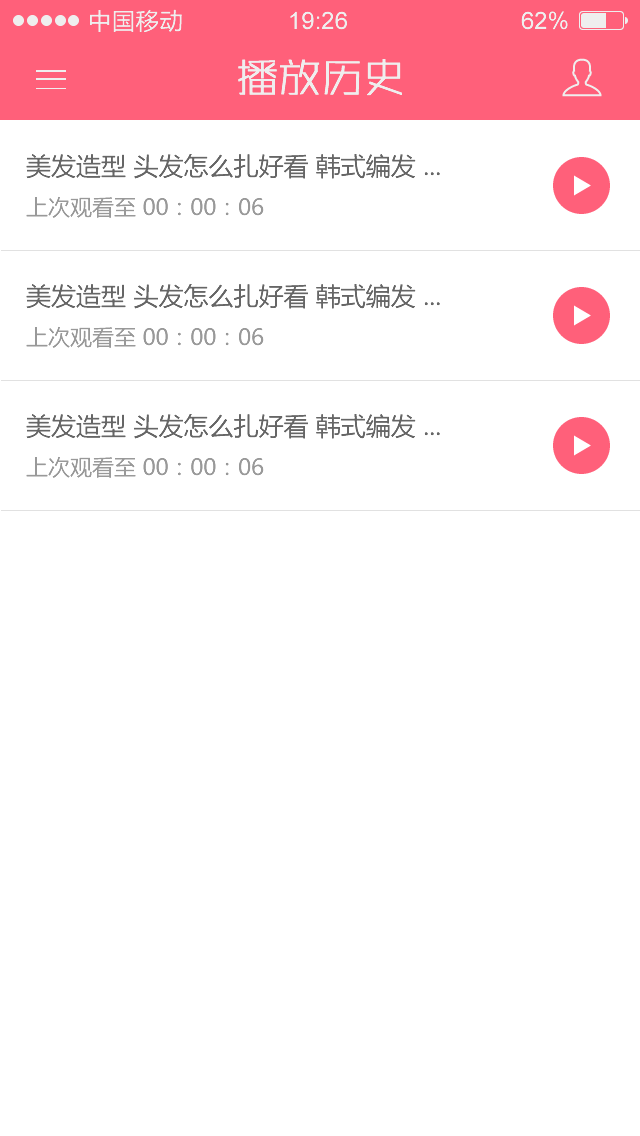 中国移动 19:26 62%
播放历史
美发造型 头发怎么扎好看 韩式编发 ...
上次观看至 00 : 00 : 06
美发造型 头发怎么扎好看 韩式编发 ...
上次观看至 00 : 00 : 06
美发造型 头发怎么扎好看 韩式编发 ...
上次观看至 00 : 00 : 06